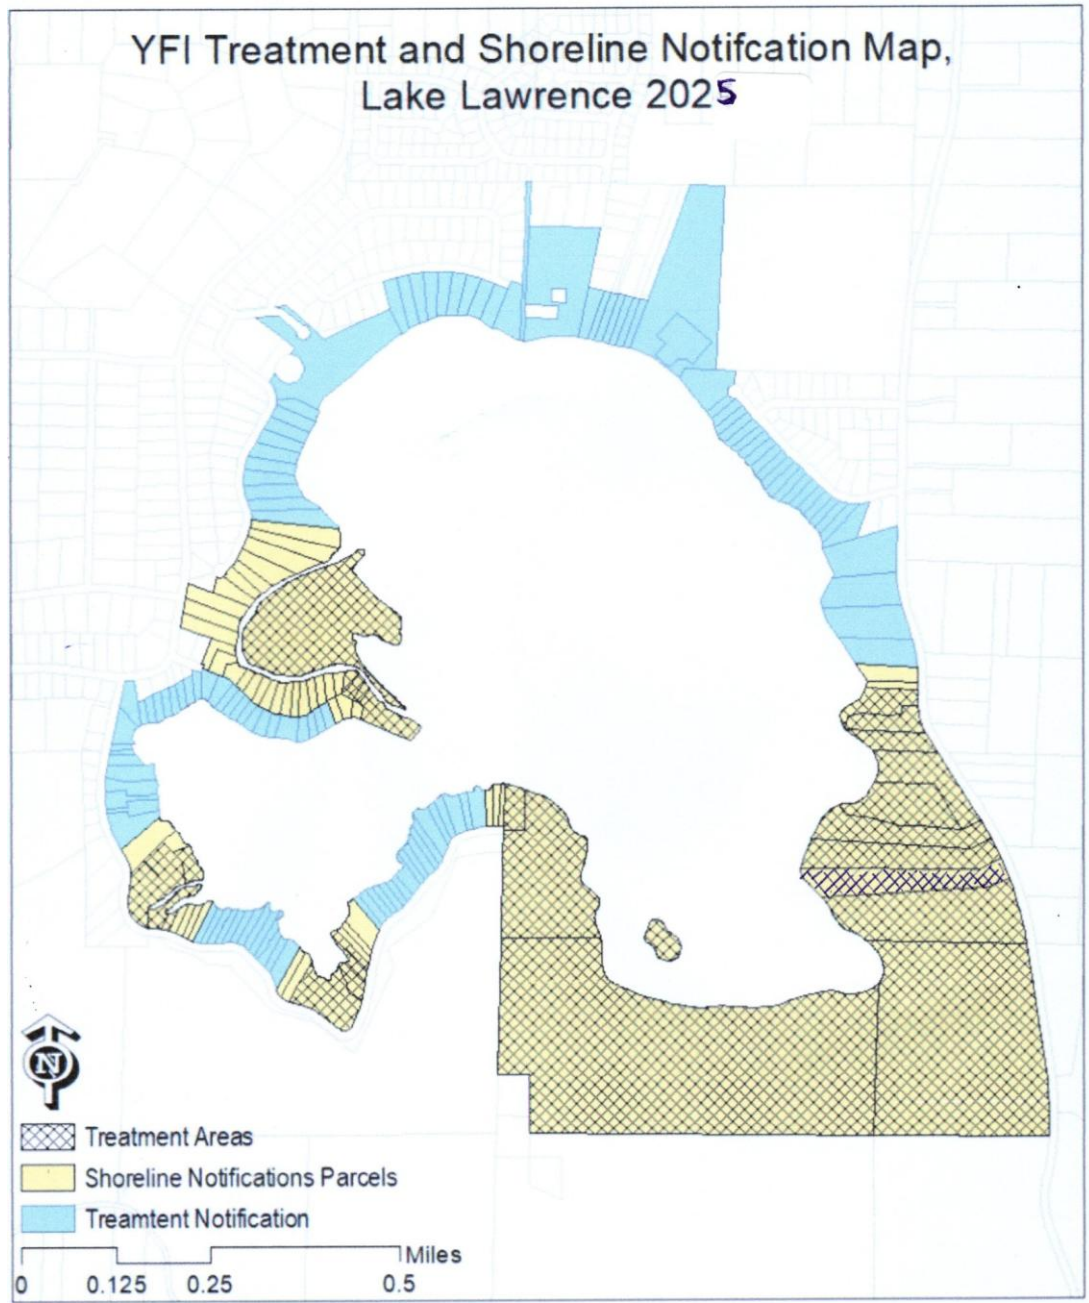 YFI Treatment and Shoreline Notifcation Map,
Lake Lawrence 2025
N
Treatment Areas
Shoreline Notifications Parcels
Treamtent Notification
Miles
0 0.125 0.25 0.5